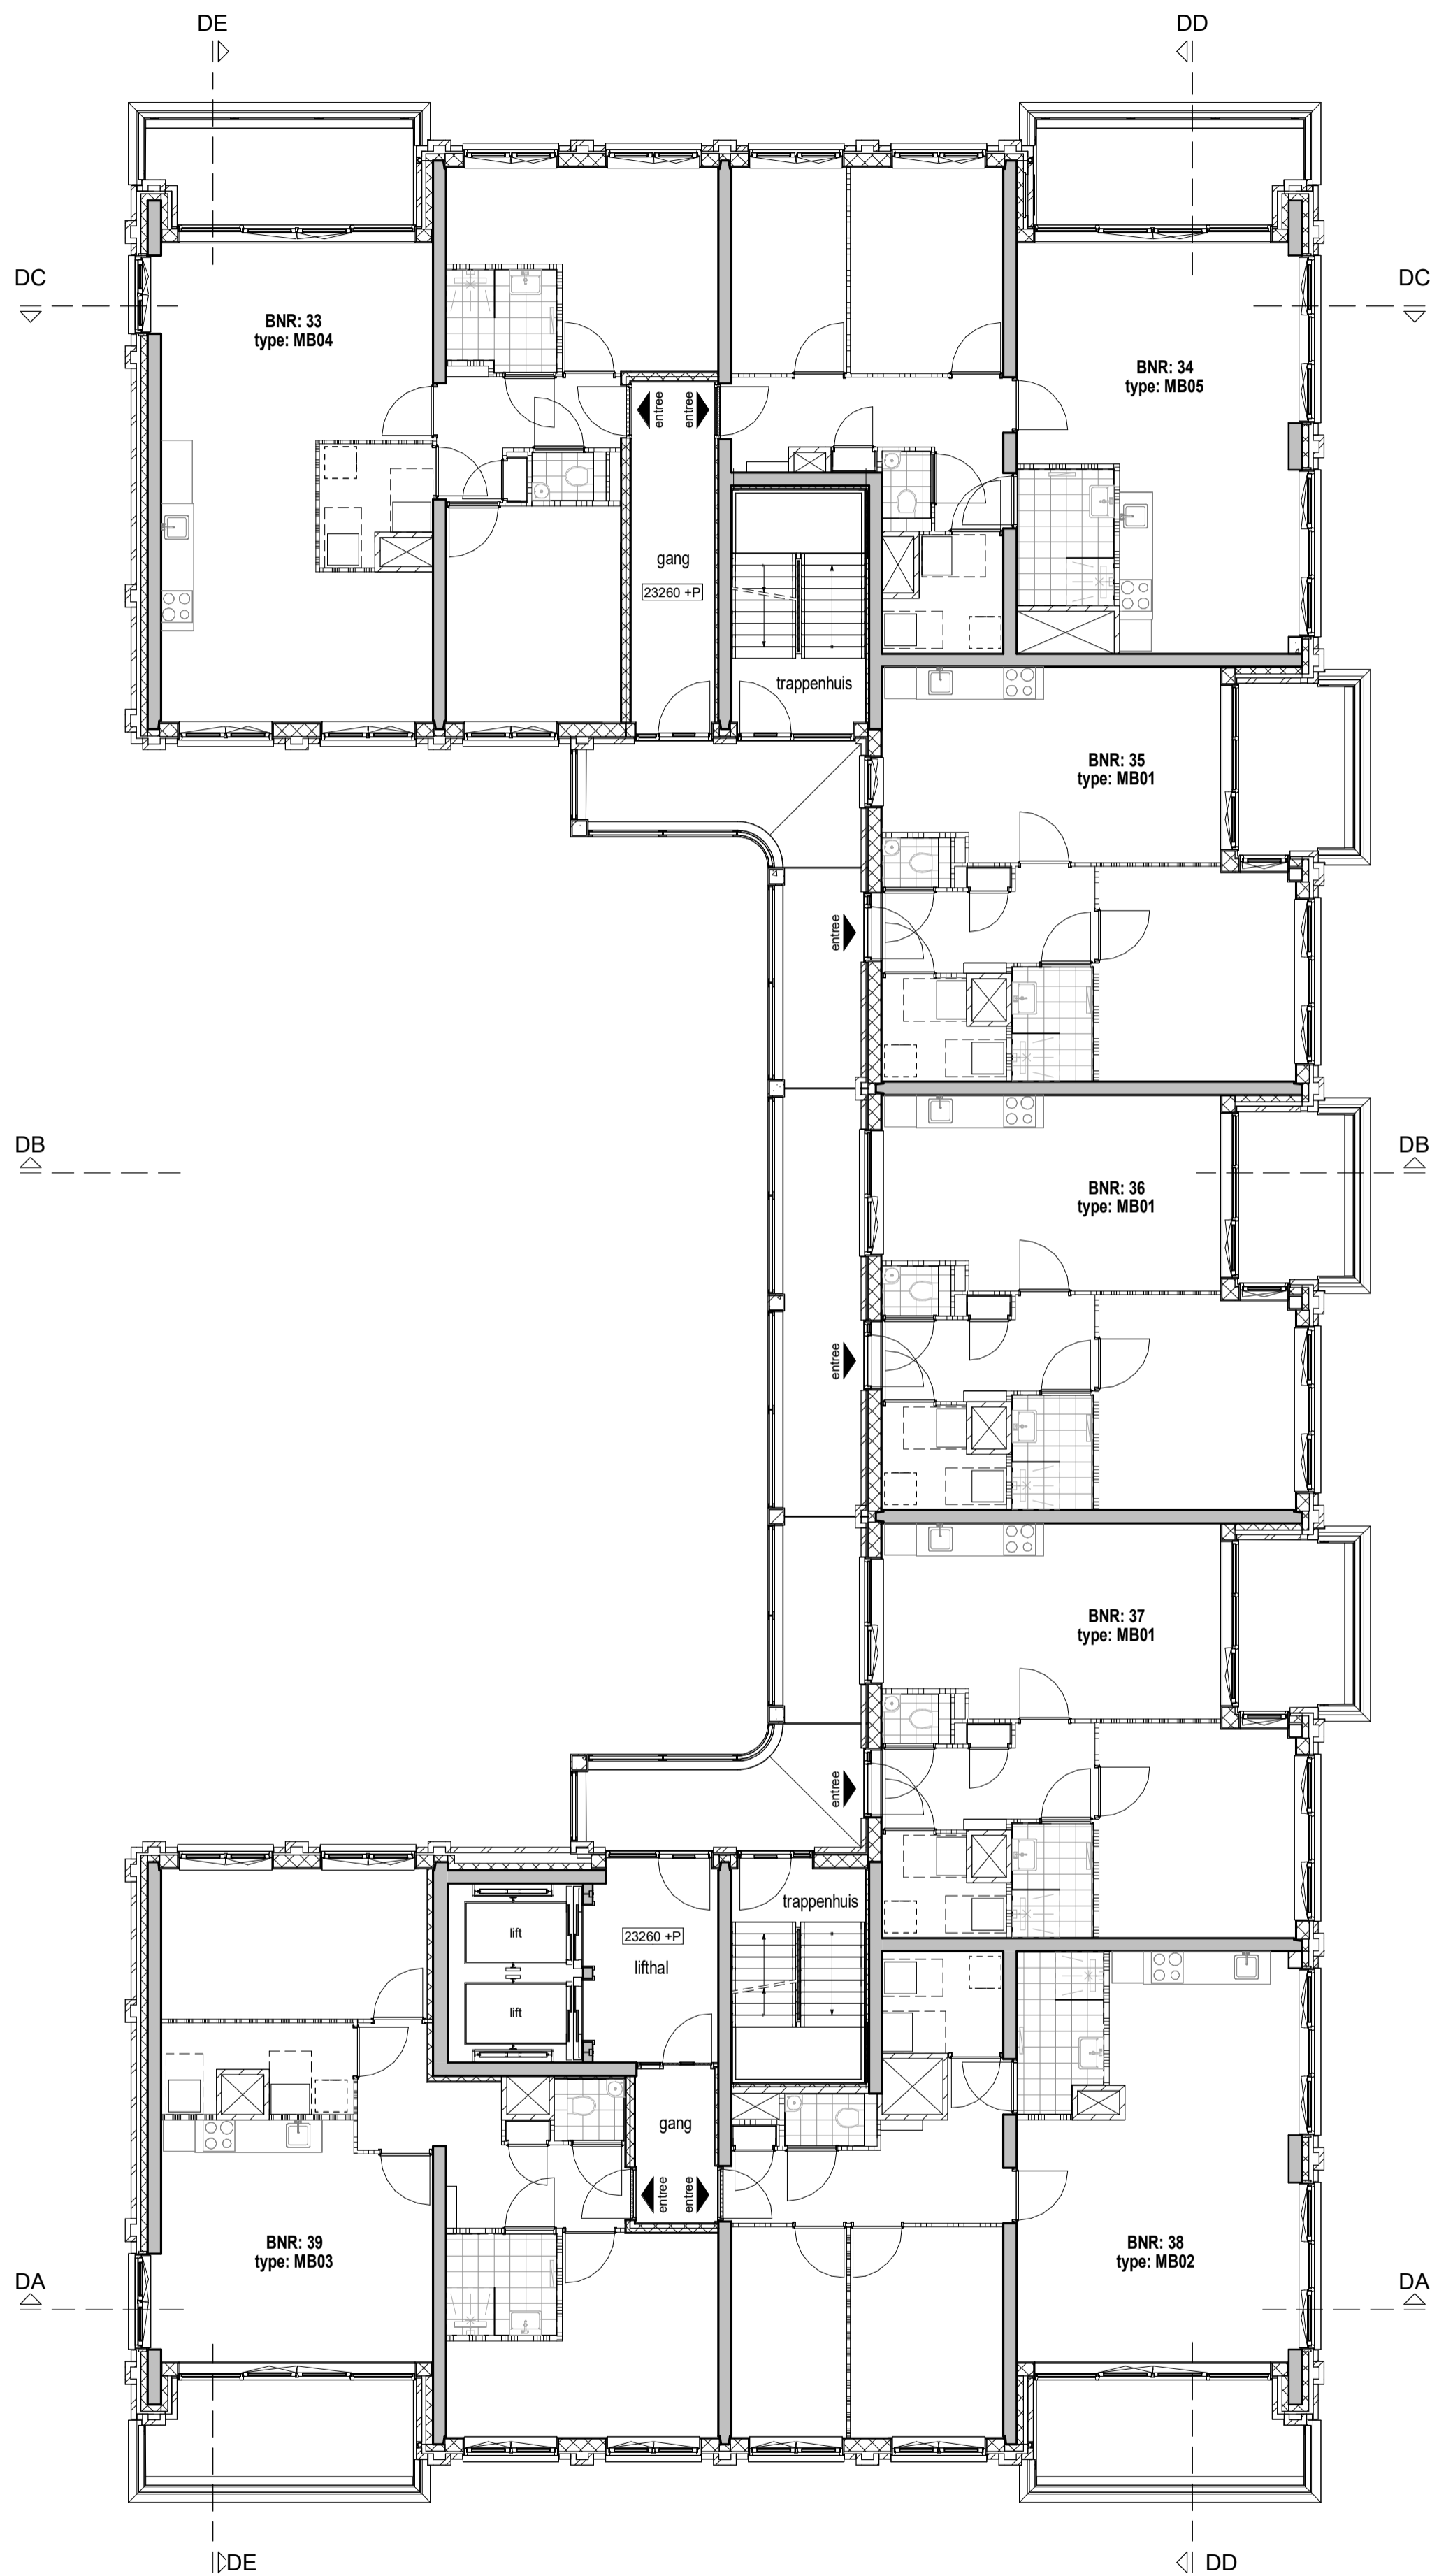 DE
DD
DC
DC
BNR: 33
type: MB04
BNR: 34
type: MB05
entree
entree
gang
23260 +P
trappenhuis
BNR: 35
type: MB01
entree
DB
DB
BNR: 36
type: MB01
entree
BNR: 37
type: MB01
entree
trappenhuis
lift
23260 +P
lifthal
lift
gang
entree
entree
BNR: 39
type: MB03
BNR: 38
type: MB02
DA
DA
DE
DD